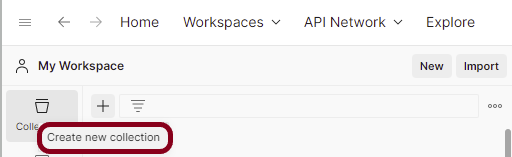 Home Workspaces API Network Explore
My Workspace New Import
Colle
Create new collection